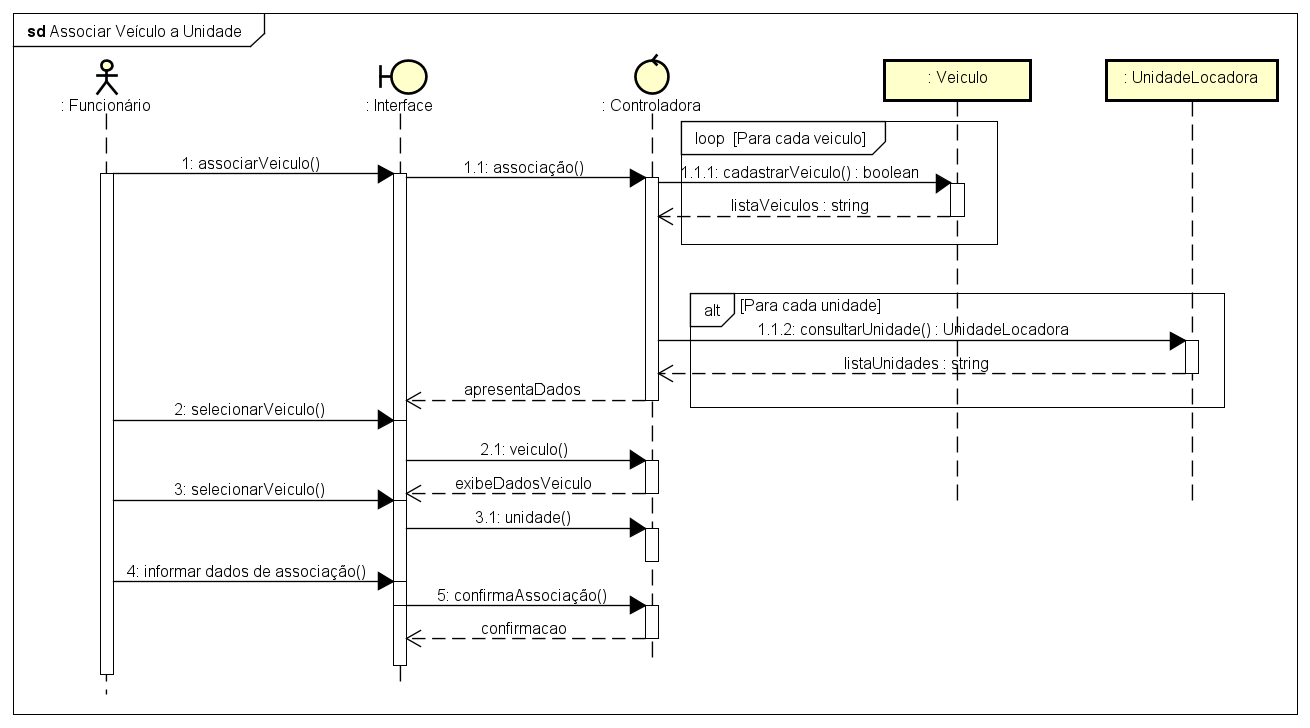 sd Associar Veículo a Unidade
: Funcionário
: Interface
: Controladora
: Veiculo
: UnidadeLocadora
loop [Para cada veiculo]
1: associarVeiculo()
1.1: associação()
1.1.1: cadastrarVeiculo() : boolean
listaVeiculos : string
alt [Para cada unidade]
1.1.2: consultarUnidade() : UnidadeLocadora
listaUnidades : string
apresentaDados
2: selecionarVeiculo()
2.1: veiculo()
exibeDadosVeiculo
3: selecionarVeiculo()
3.1: unidade()
4: informar dados de associação()
5: confirmaAssociação()
confirmacao